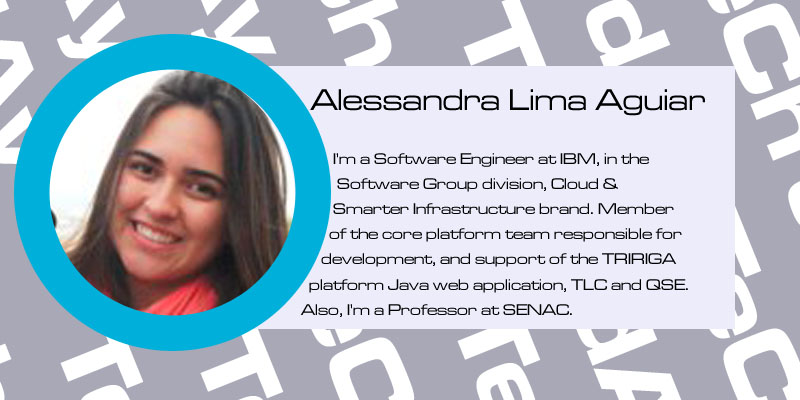 Alessandra Lima Aguiar
I'm a Software Engineer at IBM, in the
Software Group division, Cloud &
Smarter Infrastructure brand. Member
of the core platform team responsible for
development, and support of the TRIRIGA
platform Java web application, TLC and QSE.
Also, I'm a Professor at SENAC.